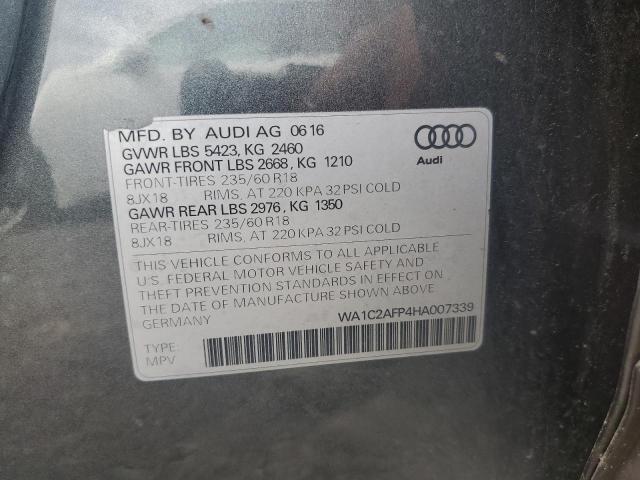 MFD. BY AUDI AG 0616
GVWR LBS 5423, KG 2460
GAWR FRONT LBS 2668, KG 1210
FRONT-TIRES 235/60 R18
8JX18 RIMS, AT 220 KPA 32 PSI COLD
GAWR REAR LBS 2976, KG 1350
REAR-TIRES 235/60 R18
8JX18 RIMS, AT 220 KPA 32 PSI COLD
Audi
THIS VEHICLE CONFORMS TO ALL APPLICABLE
U.S. FEDERAL MOTOR VEHICLE SAFETY AND
THEFT PREVENTION STANDARDS IN EFFECT ON
THE DATE OF MANUFACTURE SHOWN ABOVE
GERMANY
WA1C2AFP4HA007339
TYPE:
MPV